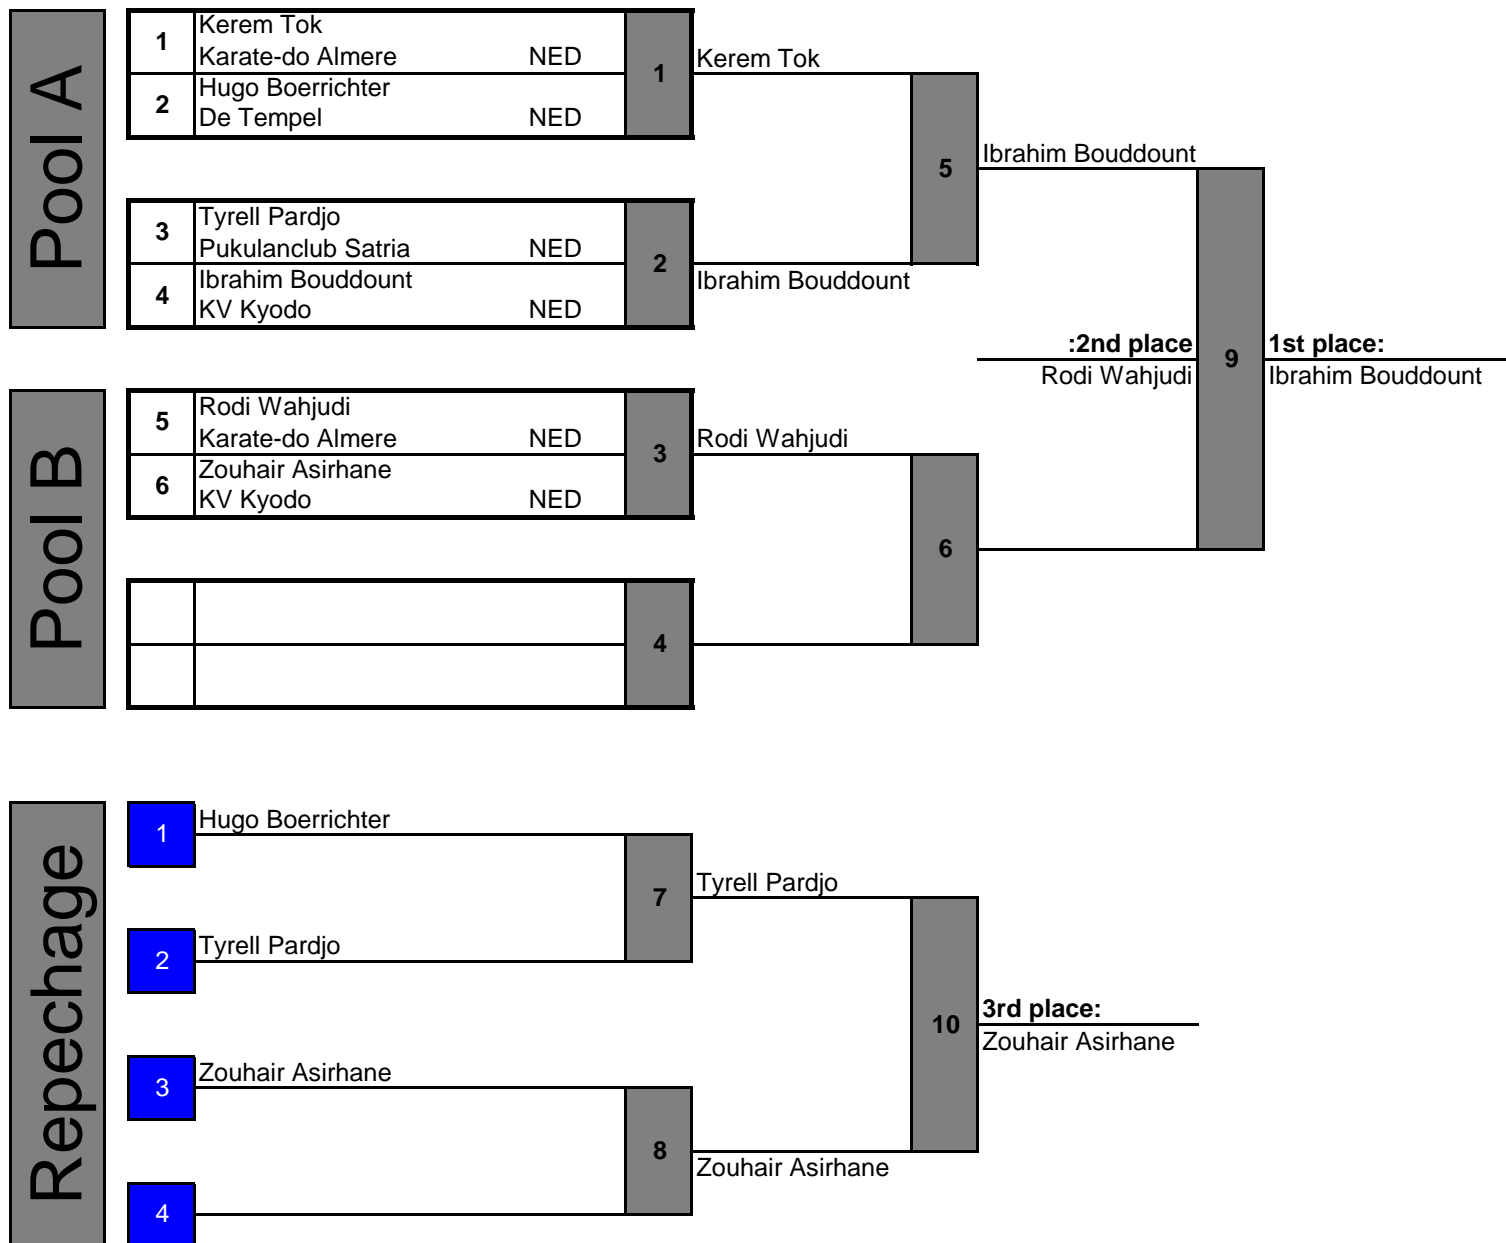 Pool A
1
Kerem Tok
Karate-do Almere NED
2
Hugo Boerrichter
De Tempel NED
1
Kerem Tok
3
Tyrell Pardjo
Pukulanclub Satria NED
4
Ibrahim Bouddount
KV Kyodo NED
2
Ibrahim Bouddount
5
Ibrahim Bouddount
:2nd place
Rodi Wahjudi
9
1st place:
Ibrahim Bouddount
Pool B
5
Rodi Wahjudi
Karate-do Almere NED
6
Zouhair Asirhane
KV Kyodo NED
3
Rodi Wahjudi
6
4
Repechage
1
Hugo Boerrichter
2
Tyrell Pardjo
7
Tyrell Pardjo
3
Zouhair Asirhane
4
8
Zouhair Asirhane
10
3rd place:
Zouhair Asirhane